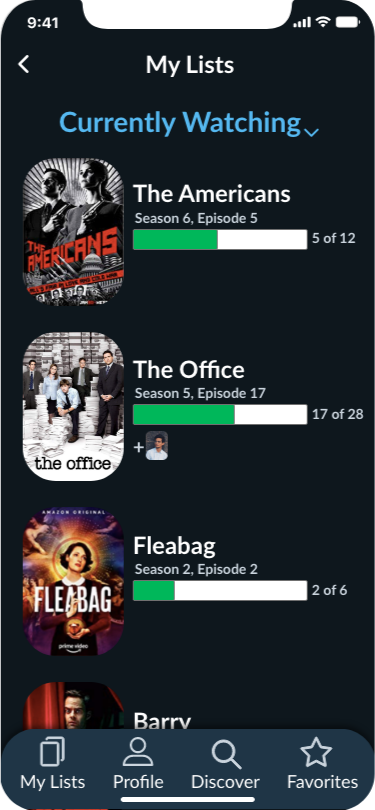 9:41
My Lists
Currently Watching
THE AMERICANS
The Americans
Season 6, Episode 5
5 of 12
the office
The Office
Season 5, Episode 17
17 of 28
+
AMAZON ORIGINAL
FLEABAG
prime video
Fleabag
Season 2, Episode 2
2 of 6
Barry
My Lists
Profile
Discover
Favorites